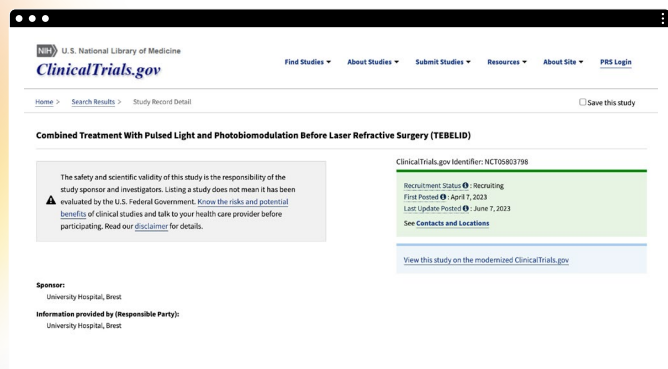 NIH U.S. National Library of Medicine
ClinicalTrials.gov
Find Studies About Studies Submit Studies Resources About Site PRS Login
Home > Search Results > Study Record Detail
Save this study
Combined Treatment With Pulsed Light and Photobiomodulation Before Laser Refractive Surgery (TEBELID)
The safety and scientific validity of this study is the responsibility of the
study sponsor and investigators. Listing a study does not mean it has been
evaluated by the U.S. Federal Government. Know the risks and potential
benefits of clinical studies and talk to your health care provider before
participating. Read our disclaimer for details.
ClinicalTrials.gov Identifier: NCT05803798
Recruitment Status : Recruiting
First Posted : April 7, 2023
Last Update Posted : June 7, 2023
See Contacts and Locations
View this study on the modernized ClinicalTrials.gov
Sponsor:
University Hospital, Brest
Information provided by (Responsible Party):
University Hospital, Brest